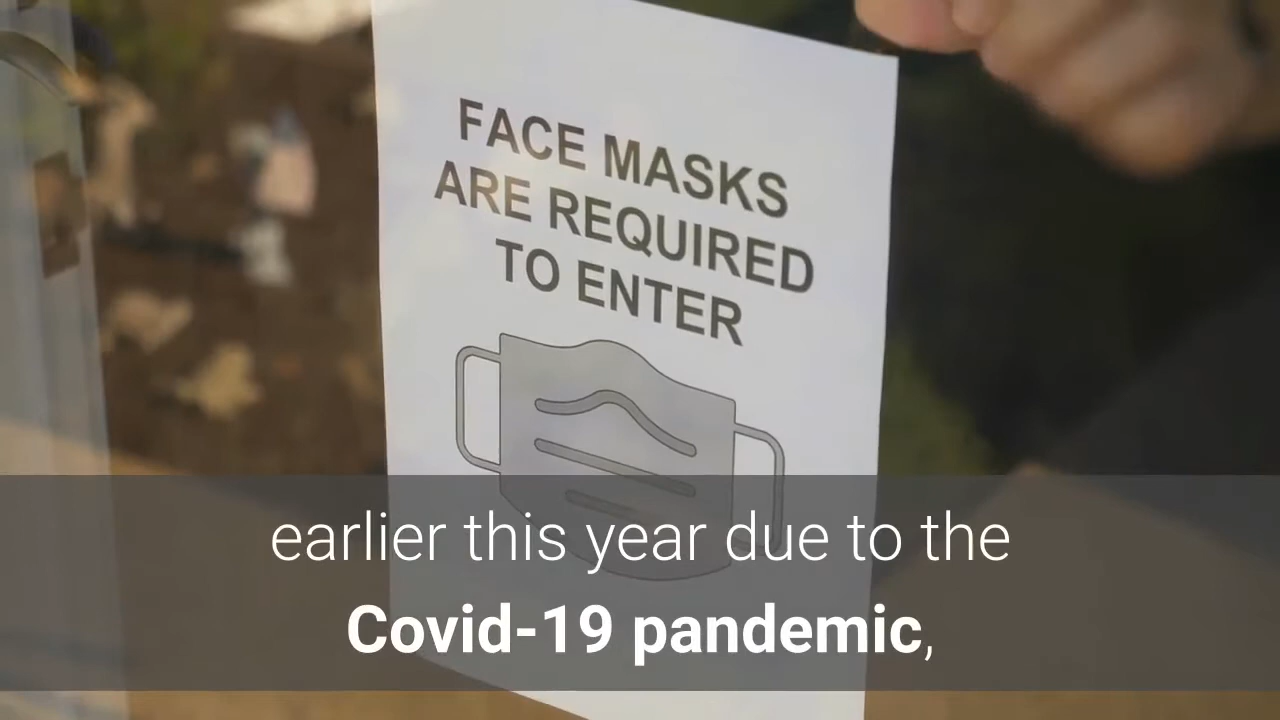 FACE MASKS
ARE REQUIRED
TO ENTER
earlier this year due to the
Covid-19 pandemic,